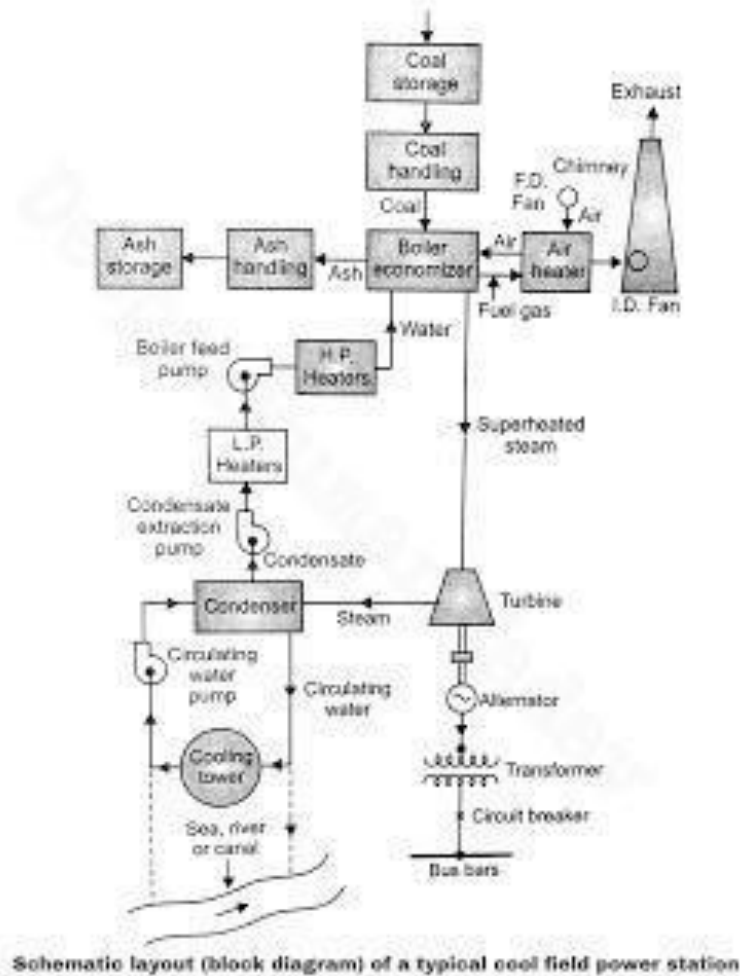 Coal
storage
Exhaust
Coal
handling
Chimney
F.D.
Fan
Air
Coal
Ash
storage
Ash
handling
Ash
Boiler
economizer
Air
Air
heater
Fuel gas
I.D. Fan
Water
Boiler feed
pump
H.P.
Heaters
Superheated
steam
L.P.
Heaters
Condensate
extraction
pump
Condensate
Condenser
Steam
Turbine
Circulating
water
pump
Circulating
water
Alternator
Cooling
tower
Transformer
Sea, river
or canal
Circuit breaker
Bus bars
Schematic layout (block diagram) of a typical cool field power station